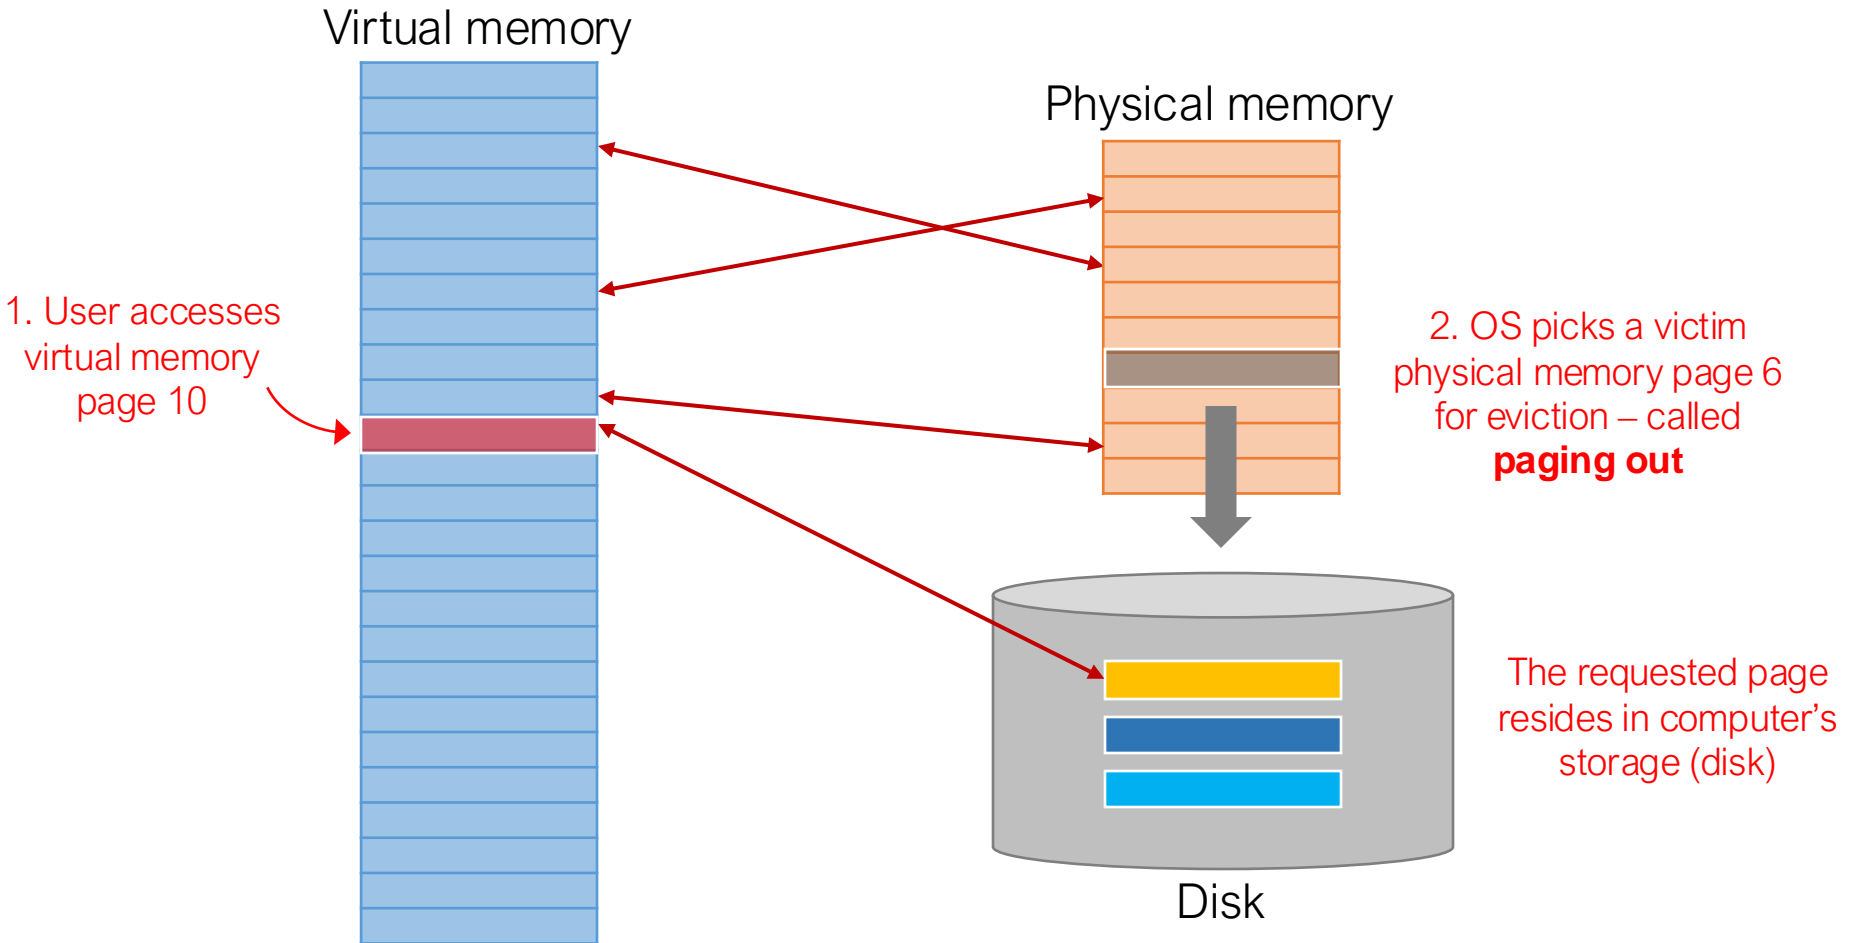 Virtual memory
Physical memory
1. User accesses
virtual memory
page 10
2. OS picks a victim
physical memory page 6
for eviction – called
paging out
The requested page
resides in computer’s
storage (disk)
Disk